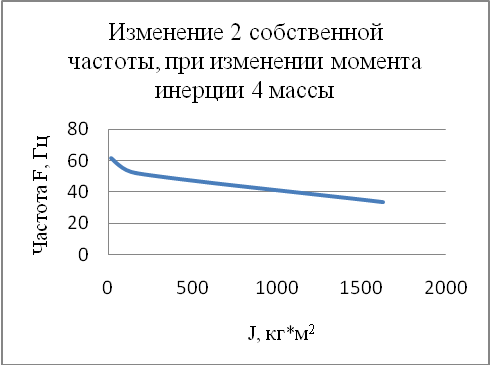 Изменение 2 собственной
частоты, при изменении момента
инерции 4 массы
Частота F, Гц
80
60
40
20
0
0 500 1000 1500 2000
J, кг*м²